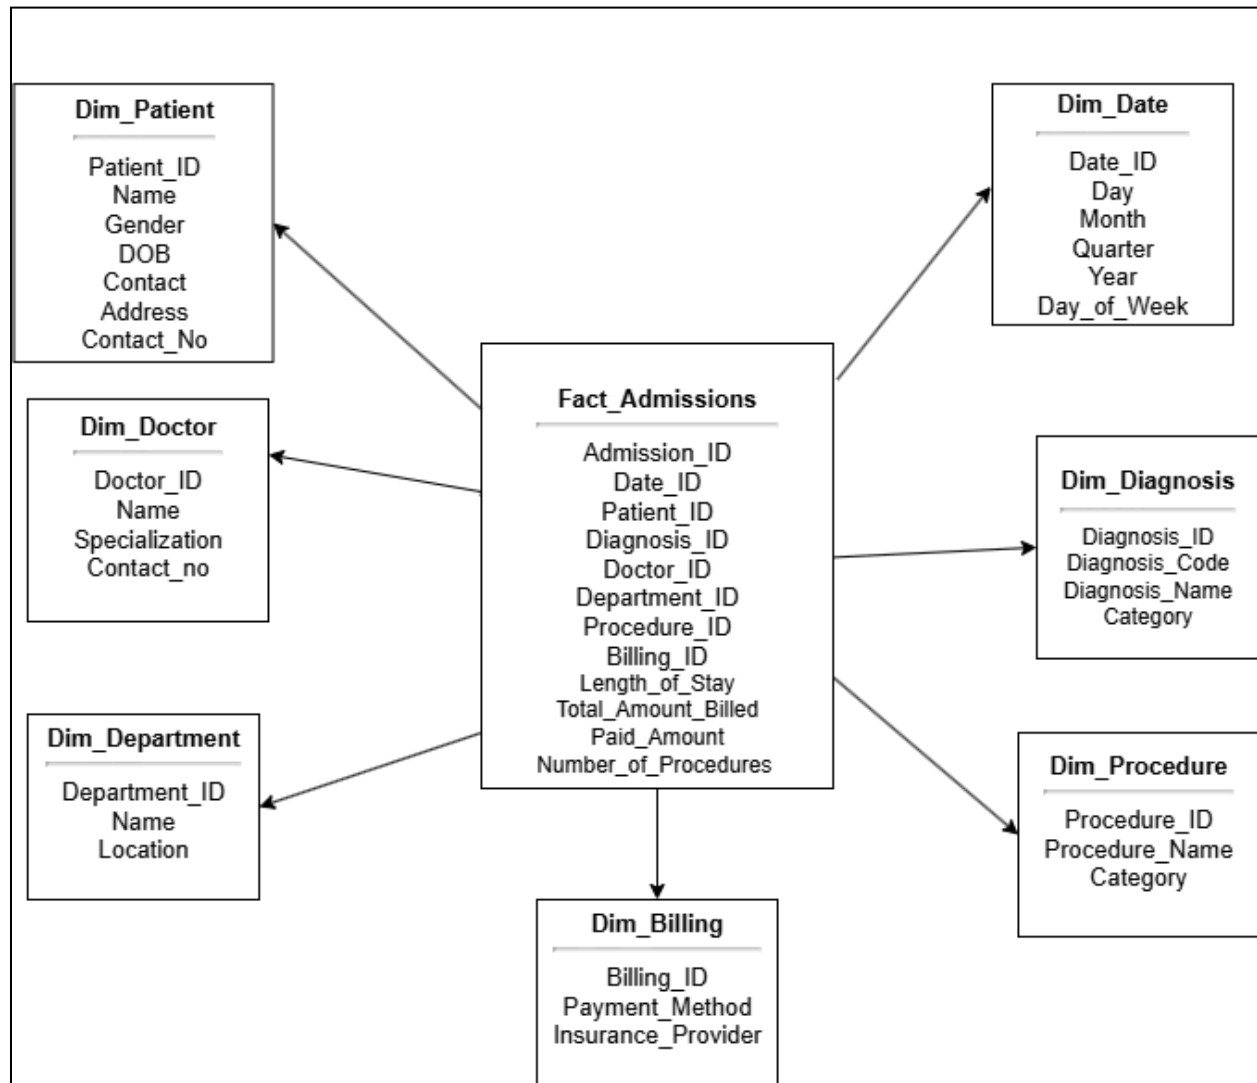 Dim_Patient
Patient_ID
Name
Gender
DOB
Contact
Address
Contact_No
Dim_Date
Date_ID
Day
Month
Quarter
Year
Day_of_Week
Dim_Doctor
Doctor_ID
Name
Specialization
Contact_no
Fact_Admissions
Admission_ID
Date_ID
Patient_ID
Diagnosis_ID
Doctor_ID
Department_ID
Procedure_ID
Billing_ID
Length_of_Stay
Total_Amount_Billed
Paid_Amount
Number_of_Procedures
Dim_Diagnosis
Diagnosis_ID
Diagnosis_Code
Diagnosis_Name
Category
Dim_Department
Department_ID
Name
Location
Dim_Procedure
Procedure_ID
Procedure_Name
Category
Dim_Billing
Billing_ID
Payment_Method
Insurance_Provider